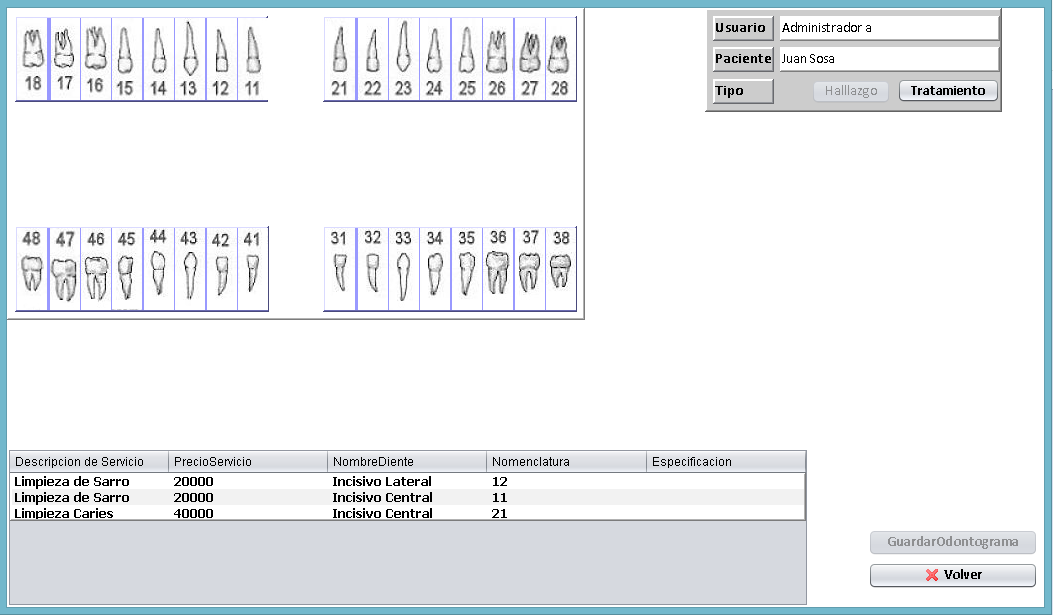 18 17 16 15 14 13 12 11 21 22 23 24 25 26 27 28
48 47 46 45 44 43 42 41 31 32 33 34 35 36 37 38
Usuario Administrador a
Paciente Juan Sosa
Tipo Halllazgo Tratamiento
Descripcion de Servicio PrecioServicio NombreDiente Nomenclatura Especificacion
Limpieza de Sarro 20000 Incisivo Lateral 12
Limpieza de Sarro 20000 Incisivo Central 11
Limpieza Caries 40000 Incisivo Central 21
GuardarOdontograma
Volver